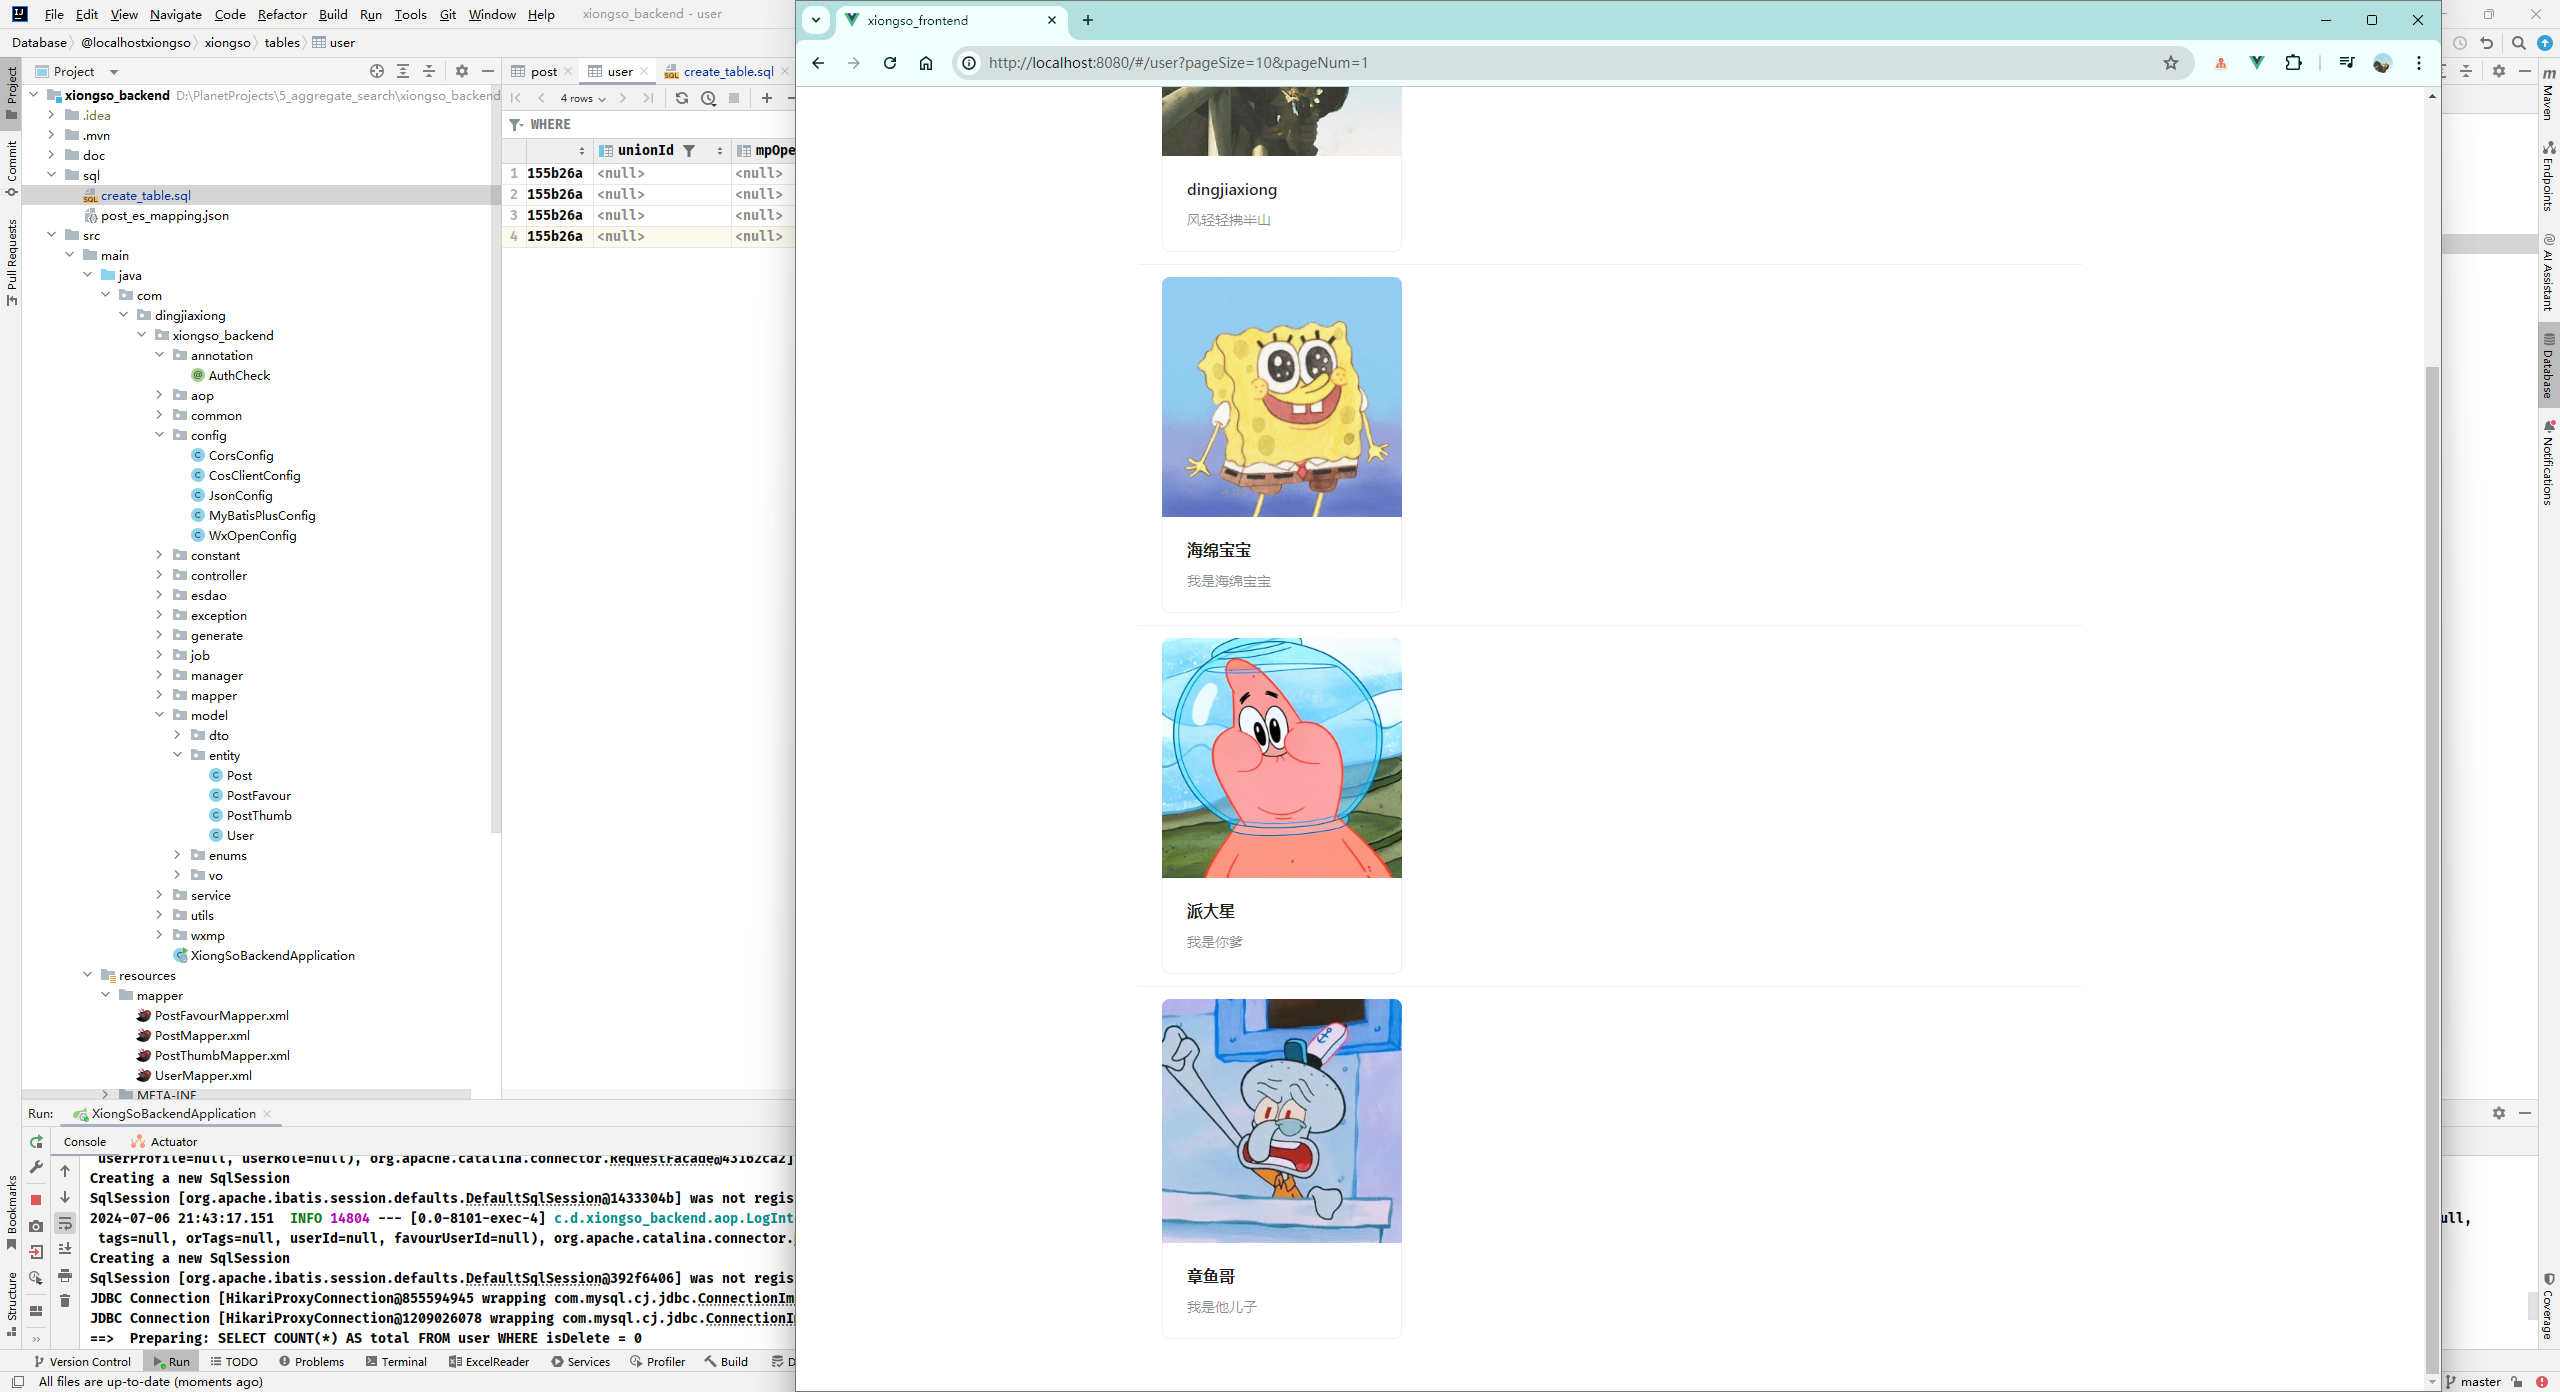 File Edit View Navigate Code Refactor Build Run Tools Git Window Help xiongso_backend - user
Database @localhostxiongso xiongso tables user
Project
xiongso_backend D:\PlanetProjects\5_aggregate_search\xiongso_backend
.idea
.mvn
doc
sql
create_table.sql
post_es_mapping.json
src
main
java
com
dingjiaxiong
xiongso_backend
annotation
AuthCheck
aop
common
config
CorsConfig
CosClientConfig
JsonConfig
MyBatisPlusConfig
WxOpenConfig
constant
controller
esdao
exception
generate
job
manager
mapper
model
dto
entity
Post
PostFavour
PostThumb
User
enums
vo
service
utils
wxmp
XiongSoBackendApplication
resources
mapper
PostFavourMapper.xml
PostMapper.xml
PostThumbMapper.xml
UserMapper.xml
META-INF
Project
Commit
Pull Requests
Bookmarks
Structure
post user create_table.sql
4 rows
WHERE
unionId mpOpe
1 155b26a <null> <null>
2 155b26a <null> <null>
3 155b26a <null> <null>
4 155b26a <null> <null>
xiongso_frontend
http://localhost:8080/#/user?pageSize=10&pageNum=1
dingjiaxiong
风轻轻拂半山
海绵宝宝
我是海绵宝宝
派大星
我是你爹
章鱼哥
我是他儿子
Maven
Endpoints
AI Assistant
Database
Notifications
Coverage
Run: XiongSoBackendApplication
Console Actuator
userProfile=null, userRole=null), org.apache.catalina.connector.RequestFacade@43162ca2]
Creating a new SqlSession
SqlSession [org.apache.ibatis.session.defaults.DefaultSqlSession@1433304b] was not regis
2024-07-06 21:43:17.151 INFO 14804 --- [0.0-8101-exec-4] c.d.xiongso_backend.aop.LogInt ull,
tags=null, orTags=null, userId=null, favourUserId=null), org.apache.catalina.connector.
Creating a new SqlSession
SqlSession [org.apache.ibatis.session.defaults.DefaultSqlSession@392f6406] was not regis
JDBC Connection [HikariProxyConnection@855594945 wrapping com.mysql.cj.jdbc.ConnectionIm
JDBC Connection [HikariProxyConnection@1209026078 wrapping com.mysql.cj.jdbc.ConnectionI
==> Preparing: SELECT COUNT(*) AS total FROM user WHERE isDelete = 0
Version Control Run TODO Problems Terminal ExcelReader Services Profiler Build D
All files are up-to-date (moments ago) master